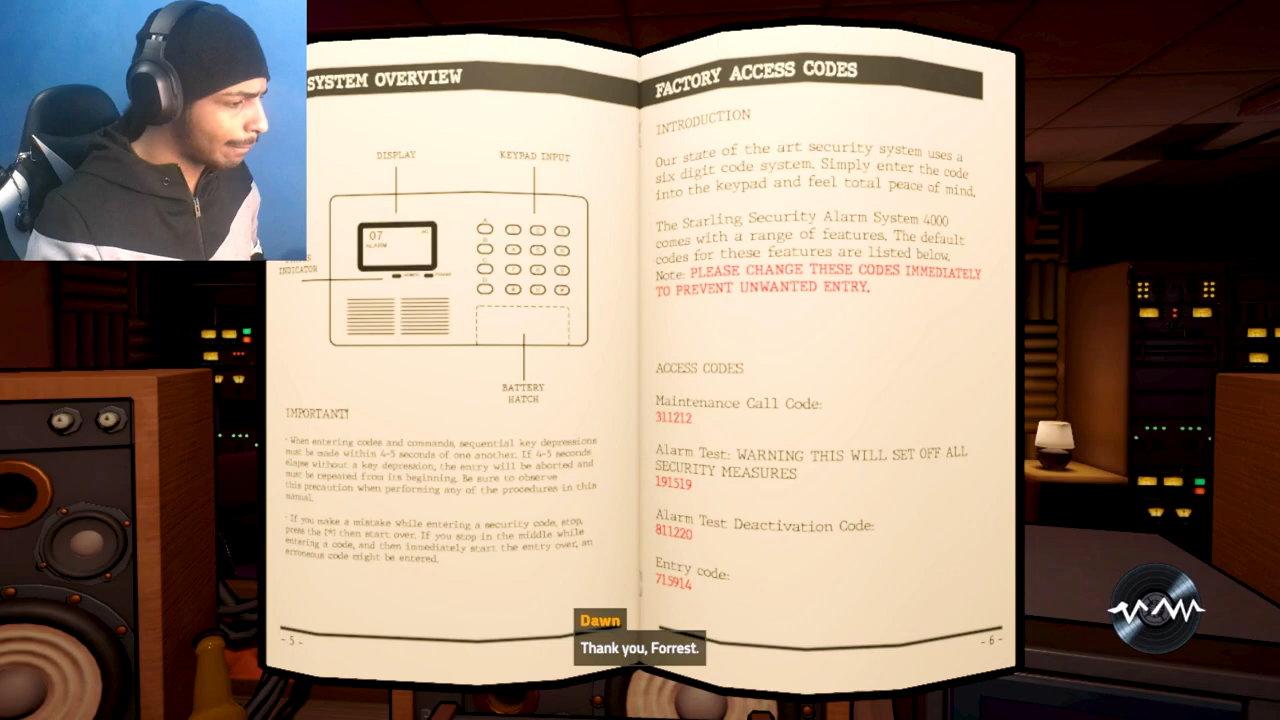 SYSTEM OVERVIEW
DISPLAY
KEYPAD INPUT
07
ALARM
INDICATOR
BATTERY
HATCH
IMPORTANT!
· When entering codes and commands, sequential key depressions
must be made within 4-5 seconds of one another. If 4-5 seconds
elapse without a key depression, the entry will be aborted and
must be repeated from its beginning. Be sure to observe
this precaution when performing any of the procedures in this
manual.
· If you make a mistake while entering a security code, stop,
press the [*] then start over. If you stop in the middle while
entering a code, and then immediately start the entry over, an
erroneous code might be entered.
- 5 -
FACTORY ACCESS CODES
INTRODUCTION
Our state of the art security system uses a
six digit code system. Simply enter the code
into the keypad and feel total peace of mind.
The Starling Security Alarm System 4000
comes with a range of features. The default
codes for these features are listed below.
Note: PLEASE CHANGE THESE CODES IMMEDIATELY
TO PREVENT UNWANTED ENTRY.
ACCESS CODES
Maintenance Call Code:
311212
Alarm Test: WARNING THIS WILL SET OFF ALL
SECURITY MEASURES
191519
Alarm Test Deactivation Code:
811220
Entry code:
715914
- 6 -
Dawn
Thank you, Forrest.